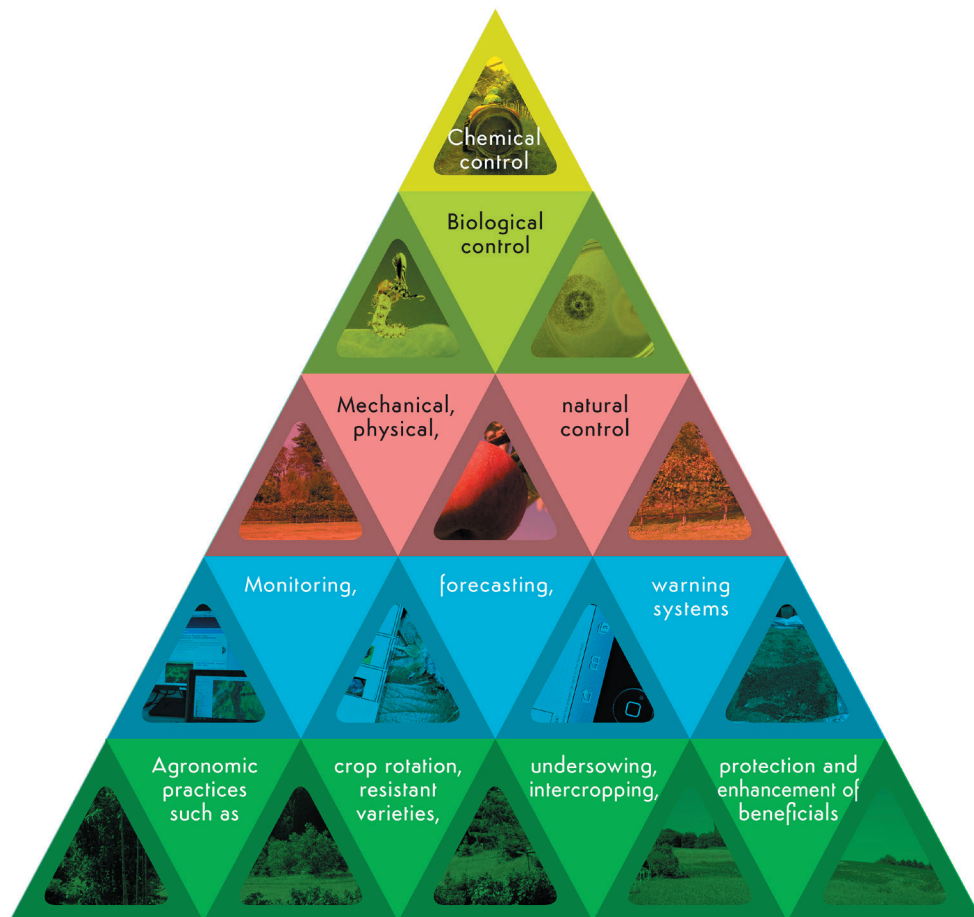 Chemical
control
Biological
control
Mechanical,
physical,
natural
control
Monitoring,
forecasting,
warning
systems
Agronomic
practices
such as
crop rotation,
resistant
varieties,
undersowing,
intercropping,
protection and
enhancement of
beneficials